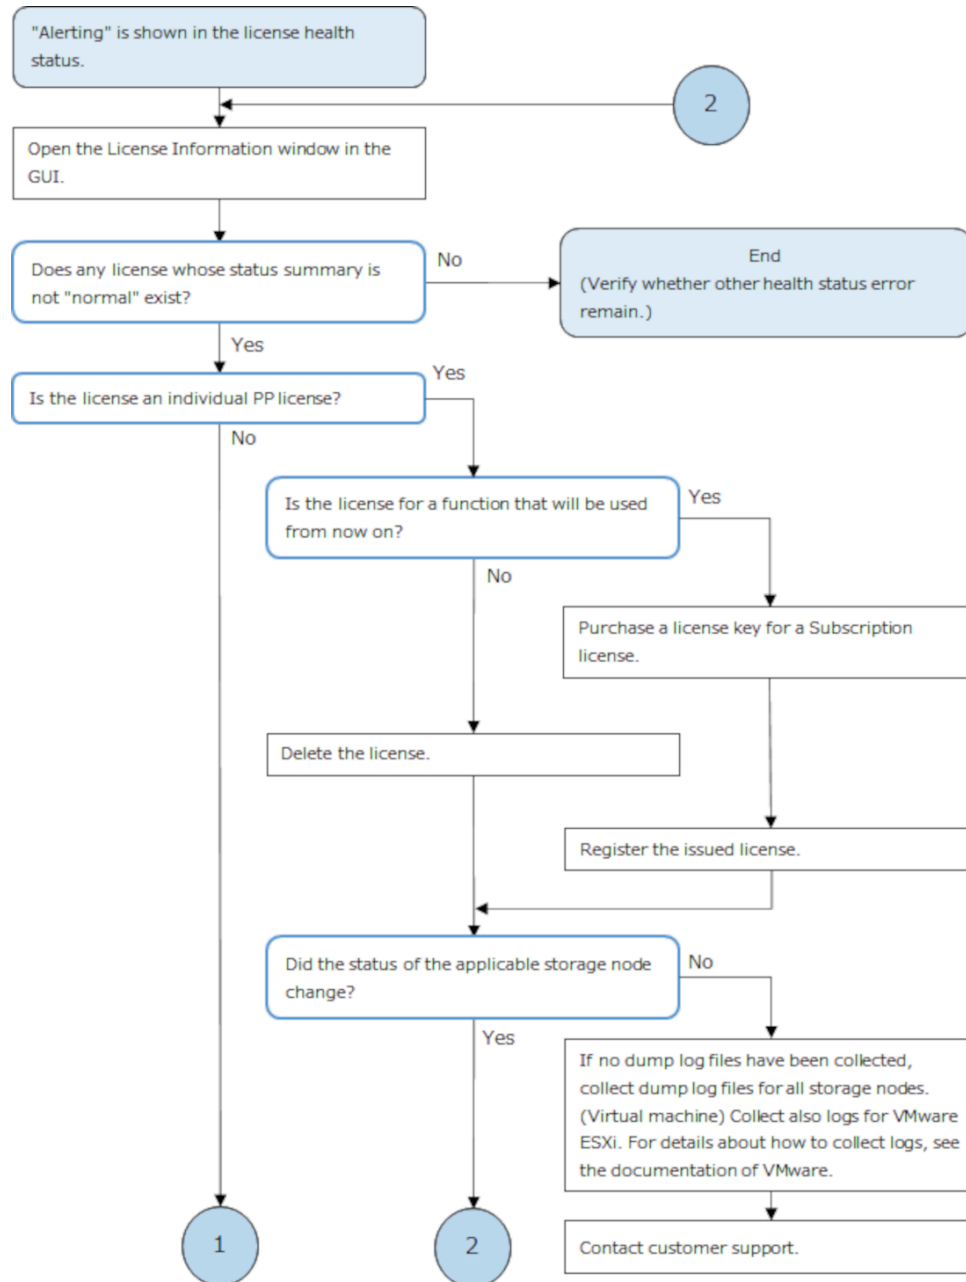 "Alerting" is shown in the license health
status.
2
Open the License Information window in the
GUI.
Does any license whose status summary is
not "normal" exist?
No
End
(Verify whether other health status error
remain.)
Yes
Is the license an individual PP license?
Yes
No
Is the license for a function that will be used
from now on?
Yes
No
Purchase a license key for a Subscription
license.
Delete the license.
Register the issued license.
Did the status of the applicable storage node
change?
No
Yes
If no dump log files have been collected,
collect dump log files for all storage nodes.
(Virtual machine) Collect also logs for VMware
ESXi. For details about how to collect logs, see
the documentation of VMware.
1
2
Contact customer support.